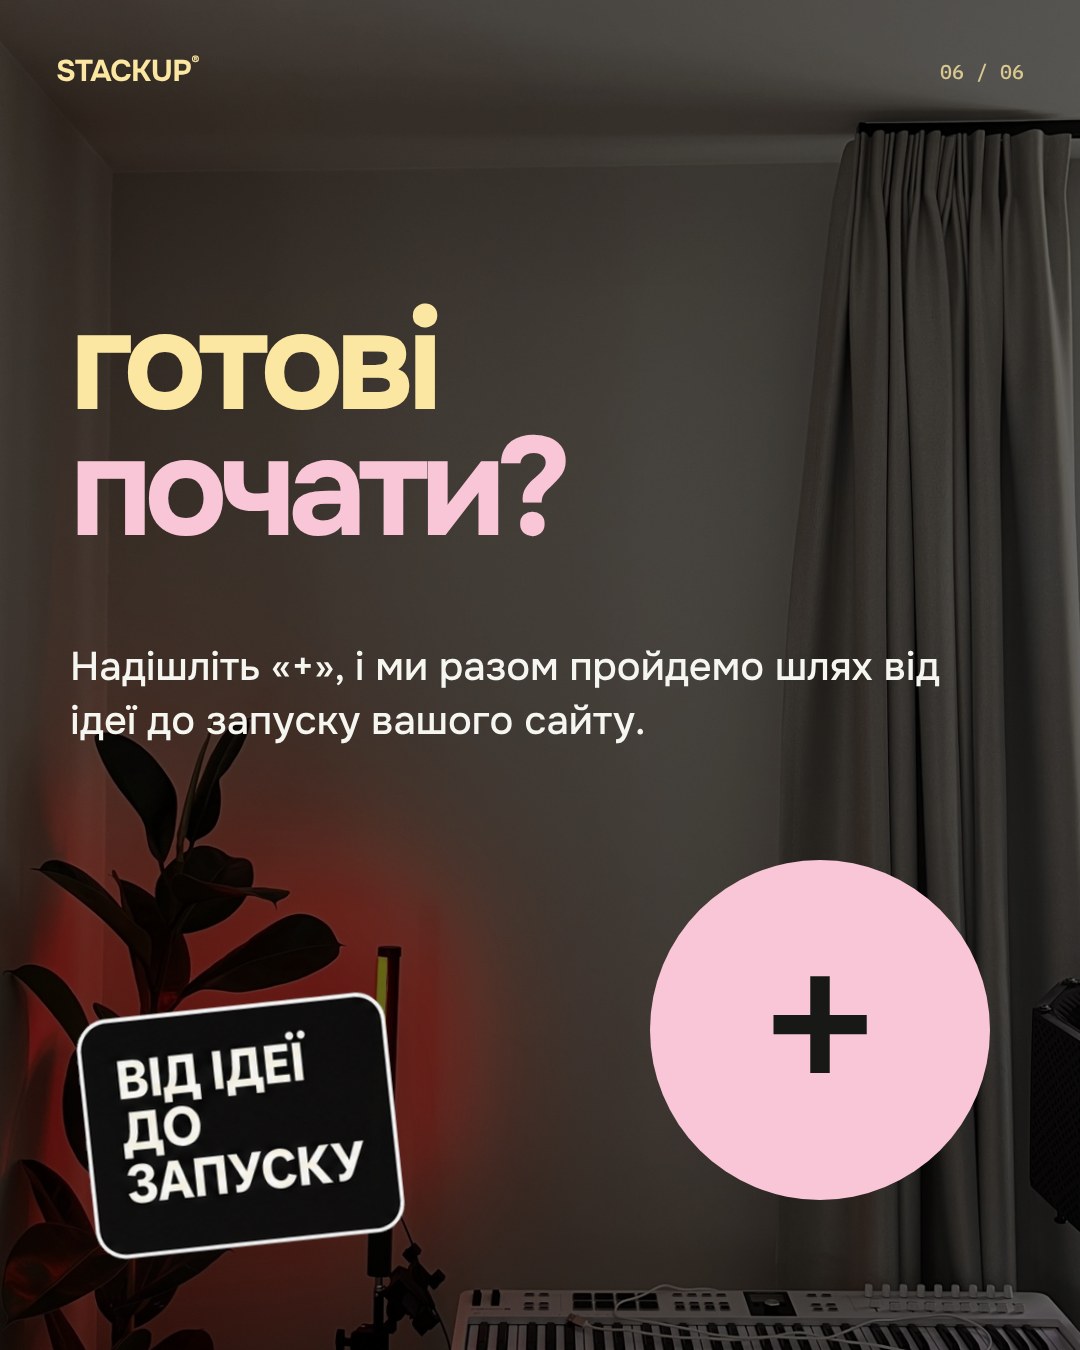 STACKUP®
06 / 06
готові
почати?
Надішліть «+», і ми разом пройдемо шлях від
ідеї до запуску вашого сайту.
+
ВІД ІДЕЇ
ДО
ЗАПУСКУ